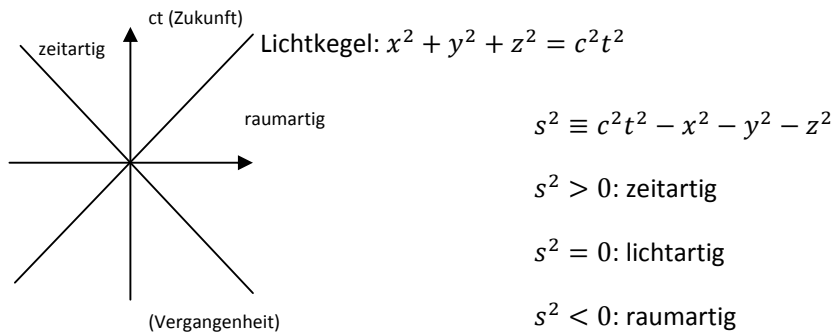 ct (Zukunft)
zeitartig
Lichtkegel: x² + y² + z² = c²t²
raumartig
s² ≡ c²t² − x² − y² − z²
s² > 0: zeitartig
s² = 0: lichtartig
s² < 0: raumartig
(Vergangenheit)